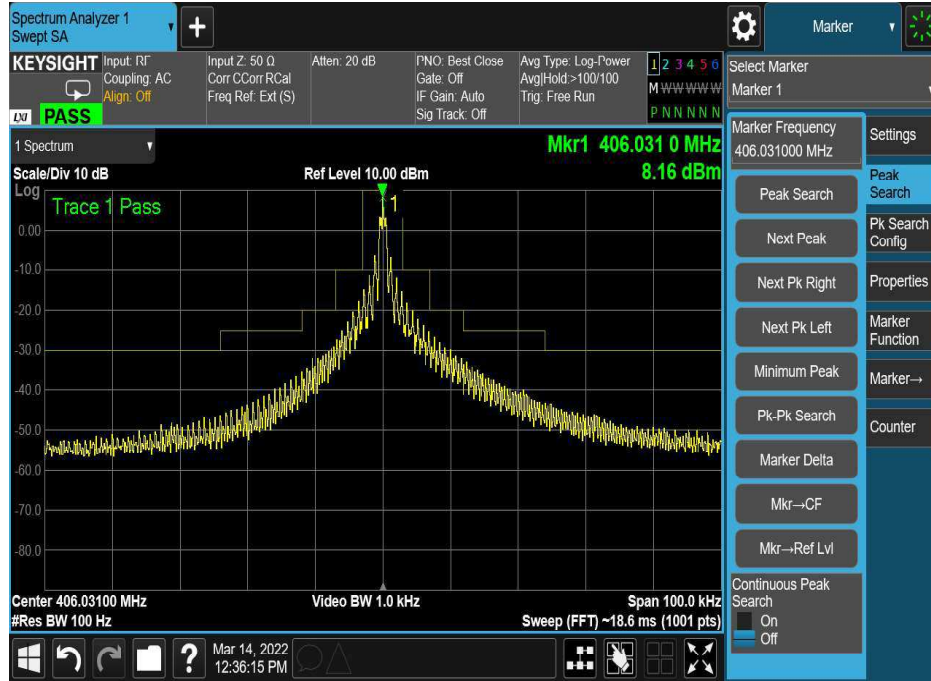 Spectrum Analyzer 1
Swept SA
+
Marker
KEYSIGHT
Input: RF
Coupling: AC
Align: Off
Input Z: 50 Ω
Corr CCorr RCal
Freq Ref: Ext (S)
Atten: 20 dB
PNO: Best Close
Gate: Off
IF Gain: Auto
Sig Track: Off
Avg Type: Log-Power
Avg|Hold:>100/100
Trig: Free Run
1 2 3 4 5 6
M W W W W W
P N N N N N
LXI
PASS
Select Marker
Marker 1
1 Spectrum
Mkr1 406.031 0 MHz
8.16 dBm
Scale/Div 10 dB
Ref Level 10.00 dBm
Log
Trace 1 Pass
1
0.00
-10.0
-20.0
-30.0
-40.0
-50.0
-60.0
-70.0
-80.0
Center 406.03100 MHz
#Res BW 100 Hz
Video BW 1.0 kHz
Span 100.0 kHz
Sweep (FFT) ~18.6 ms (1001 pts)
Marker Frequency
406.031000 MHz
Peak Search
Next Peak
Next Pk Right
Next Pk Left
Minimum Peak
Pk-Pk Search
Marker Delta
Mkr→CF
Mkr→Ref Lvl
Continuous Peak
Search
On
Off
Settings
Peak
Search
Pk Search
Config
Properties
Marker
Function
Marker→
Counter
?
Mar 14, 2022
12:36:15 PM